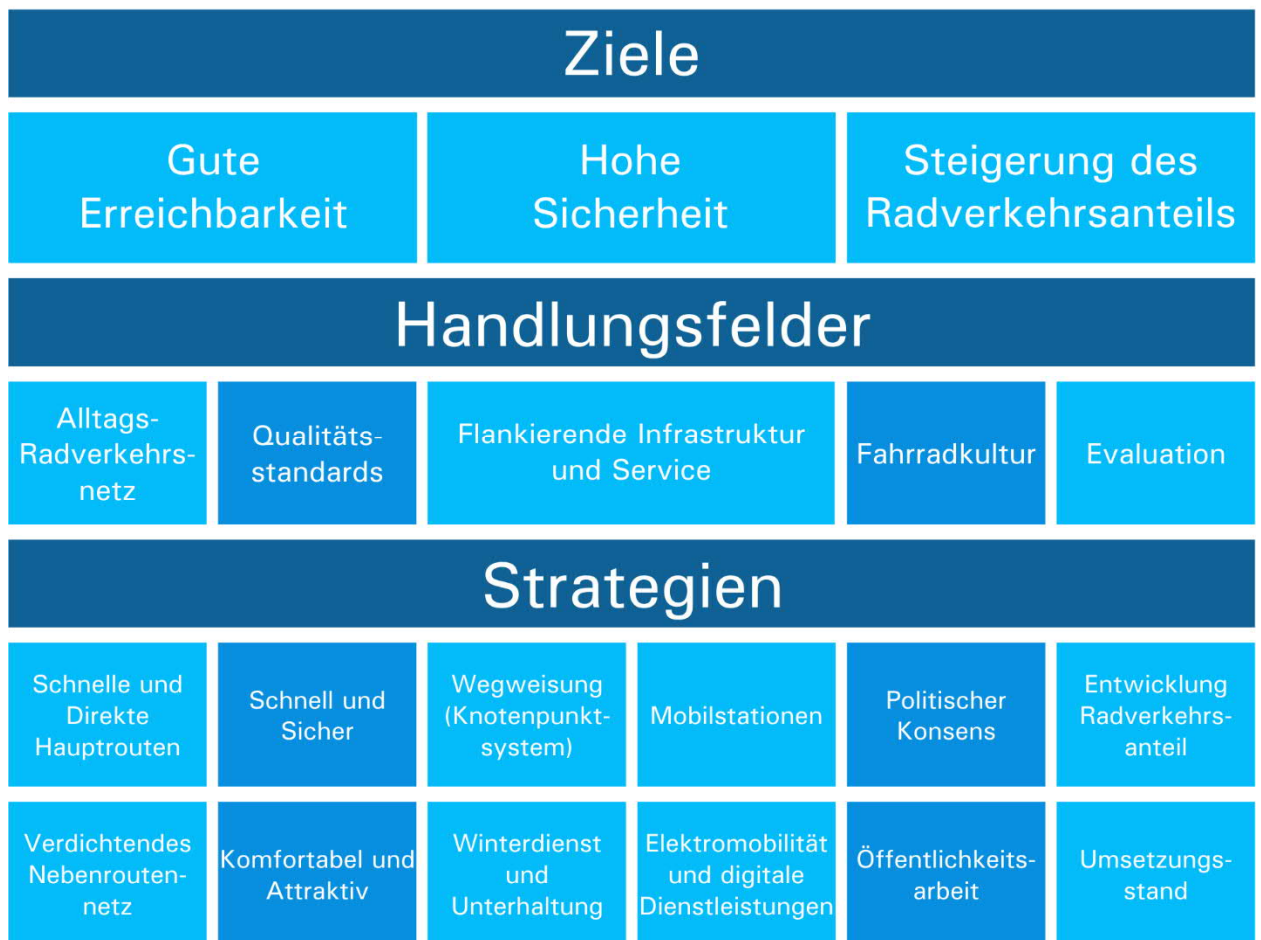 Ziele
Gute
Erreichbarkeit
Hohe
Sicherheit
Steigerung des
Radverkehrsanteils
Handlungsfelder
Alltags-
Radverkehrs-
netz
Qualitäts-
standards
Flankierende Infrastruktur
und Service
Fahrradkultur
Evaluation
Strategien
Schnelle und
Direkte
Hauptrouten
Schnell und
Sicher
Wegweisung
(Knotenpunkt-
system)
Mobilstationen
Politischer
Konsens
Entwicklung
Radverkehrs-
anteil
Verdichtendes
Nebenrouten-
netz
Komfortabel und
Attraktiv
Winterdienst
und
Unterhaltung
Elektromobilität
und digitale
Dienstleistungen
Öffentlichkeits-
arbeit
Umsetzungs-
stand